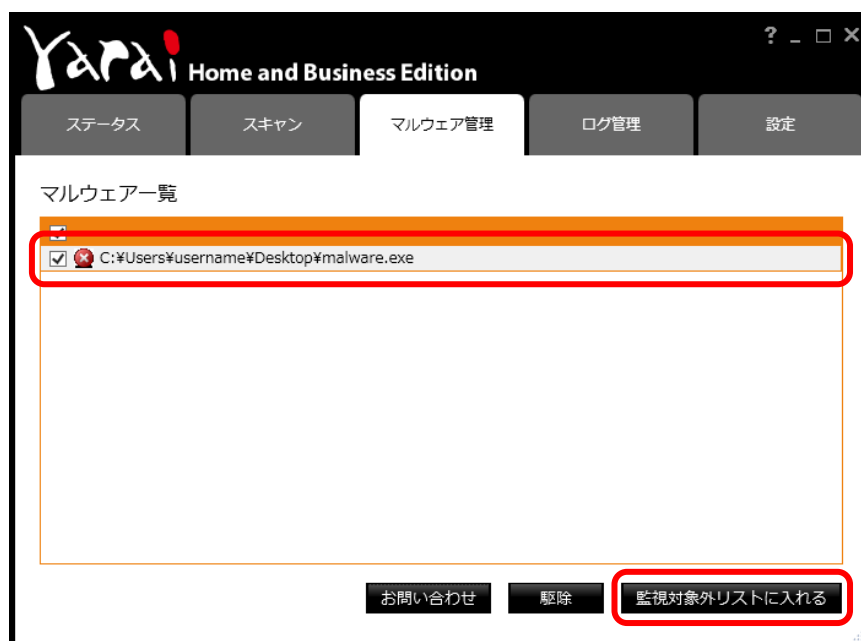 yarai Home and Business Edition
? _ □ ×
ステータス スキャン マルウェア管理 ログ管理 設定
マルウェア一覧
C:¥Users¥username¥Desktop¥malware.exe
お問い合わせ 駆除 監視対象外リストに入れる